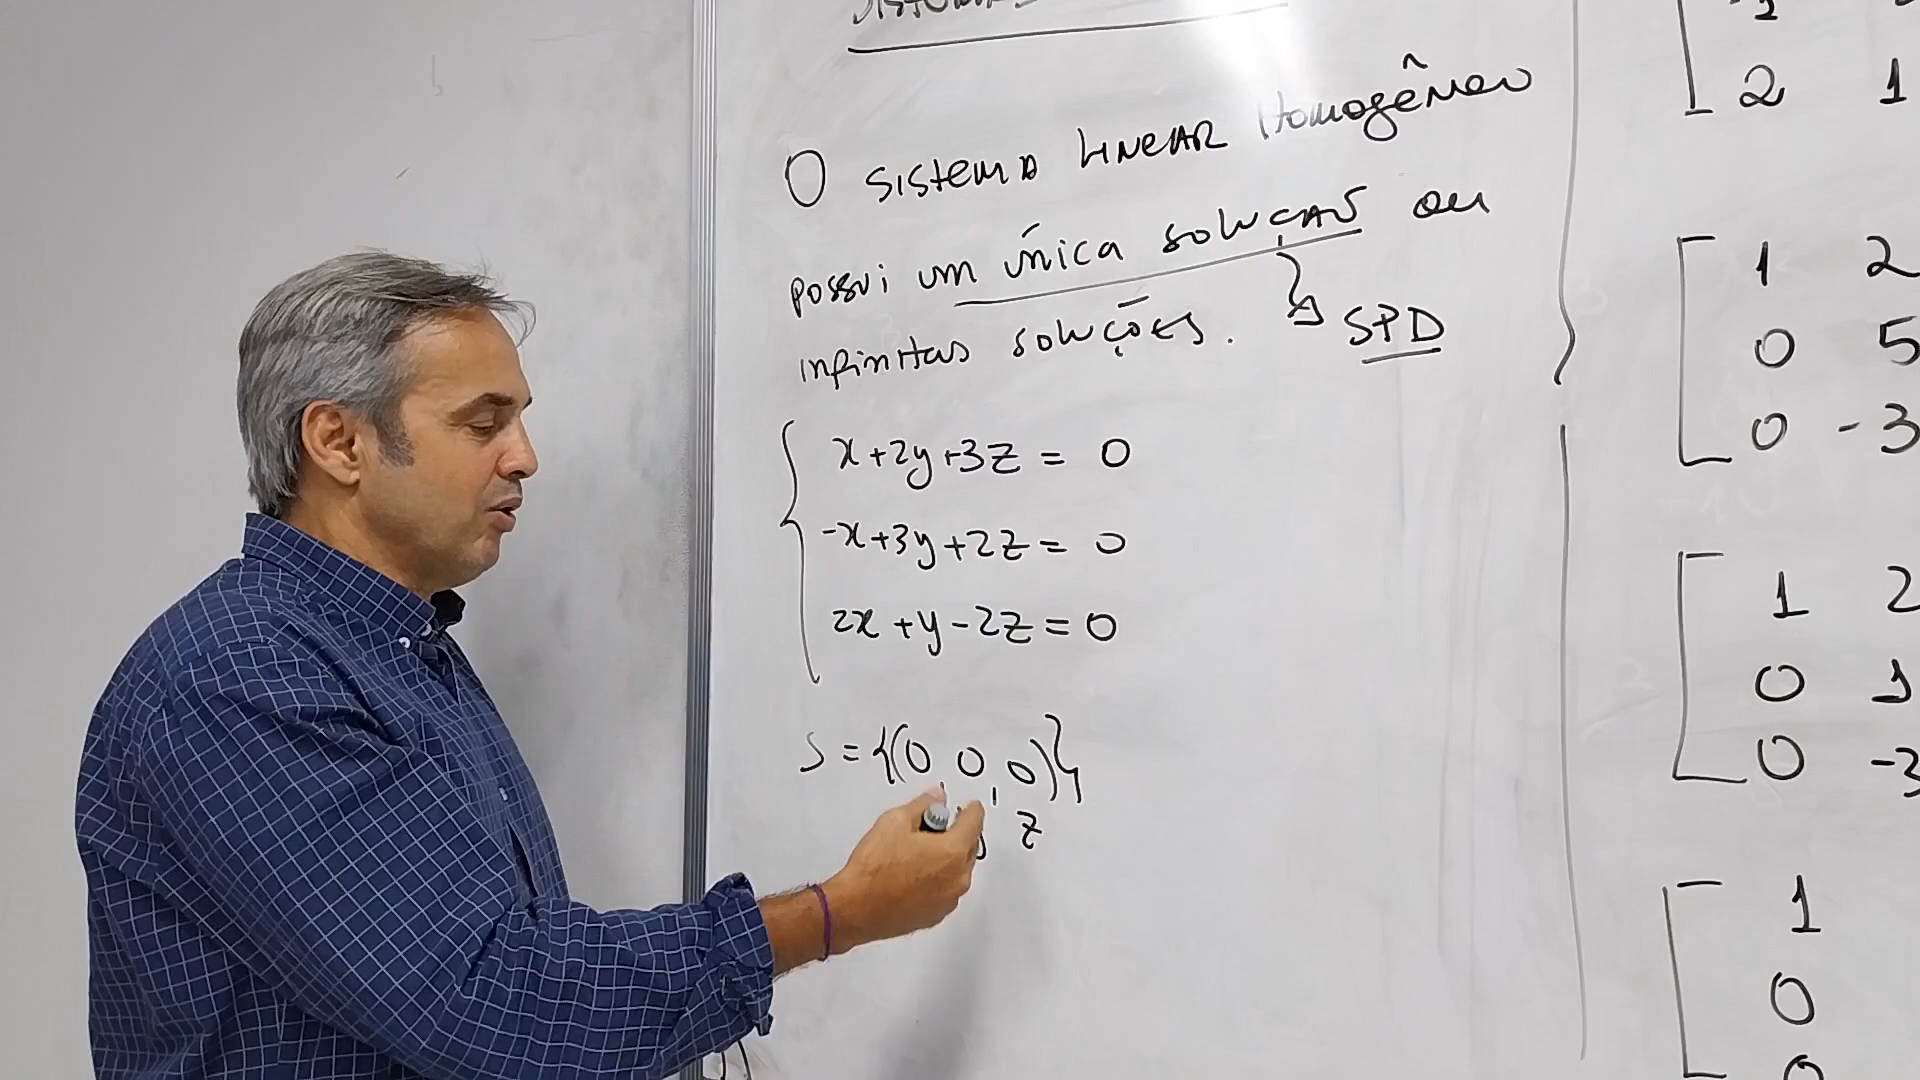 O sistema linear Homogêneo
possui um única solução ou
infinitas soluções. SPD
x+2y+3z = 0
-x+3y+2z = 0
2x+y-2z=0
S={(0,0,0)}
z
2 1
1 2
0 5
0 -3
1 2
0 1
0 -3
1
0